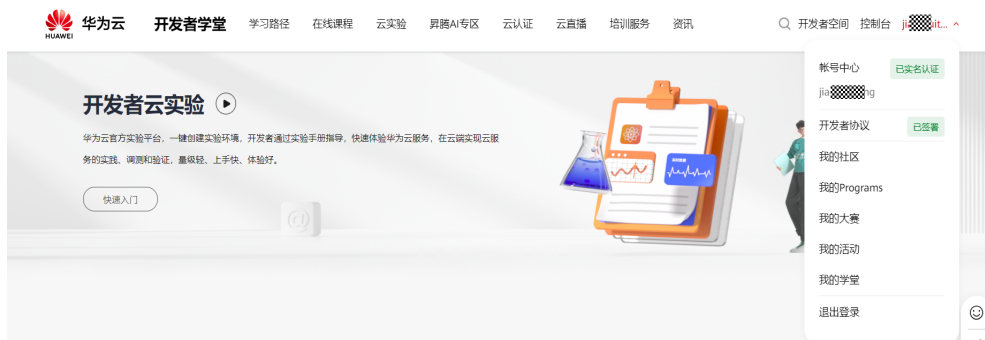 HUAWEI
华为云
开发者学堂
学习路径
在线课程
云实验
昇腾AI专区
云认证
云直播
培训服务
资讯
开发者空间
控制台
开发者云实验
华为云官方实验平台，一键创建实验环境，开发者通过实验手册指导，快速体验华为云服务，在云端实现云服
务的实践、调测和验证，量级轻、上手快、体验好。
快速入门
帐号中心
已实名认证
开发者协议
已签署
我的社区
我的Programs
我的大赛
我的活动
我的学堂
退出登录